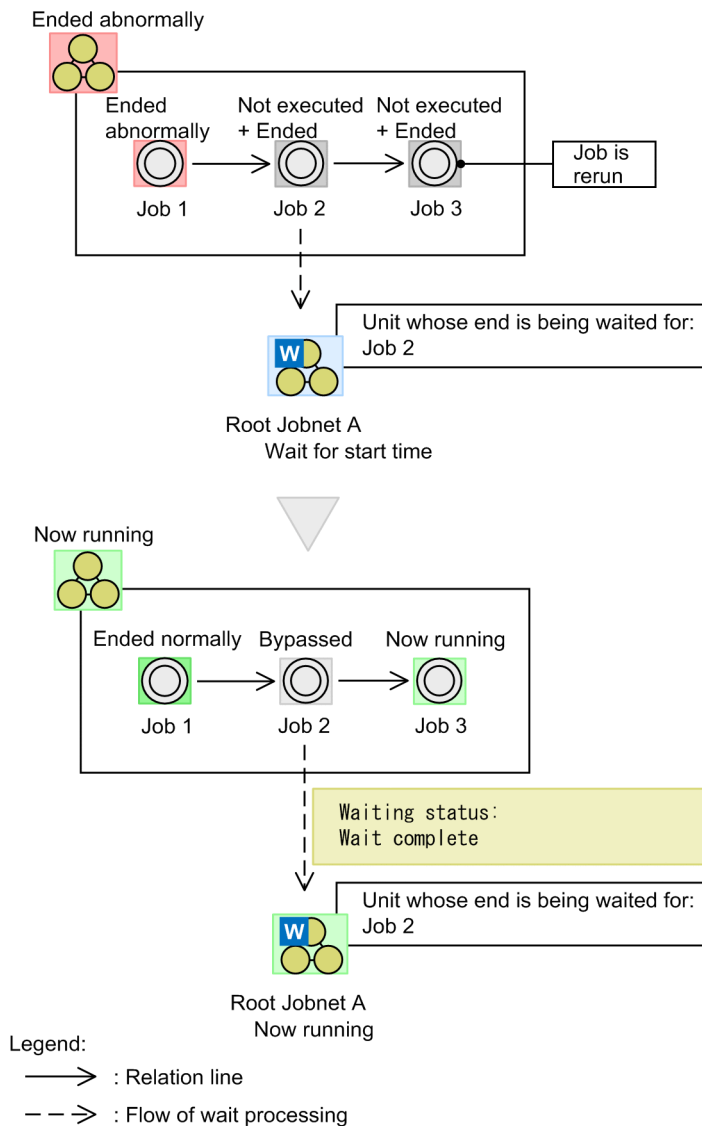 Ended abnormally
Ended
abnormally
Not executed
+ Ended
Not executed
+ Ended
Job is
rerun
Job 1
Job 2
Job 3
Unit whose end is being waited for:
Job 2
W
Root Jobnet A
Wait for start time
Now running
Ended normally
Bypassed
Now running
Job 1
Job 2
Job 3
Waiting status:
Wait complete
Unit whose end is being waited for:
Job 2
W
Root Jobnet A
Now running
Legend:
: Relation line
: Flow of wait processing